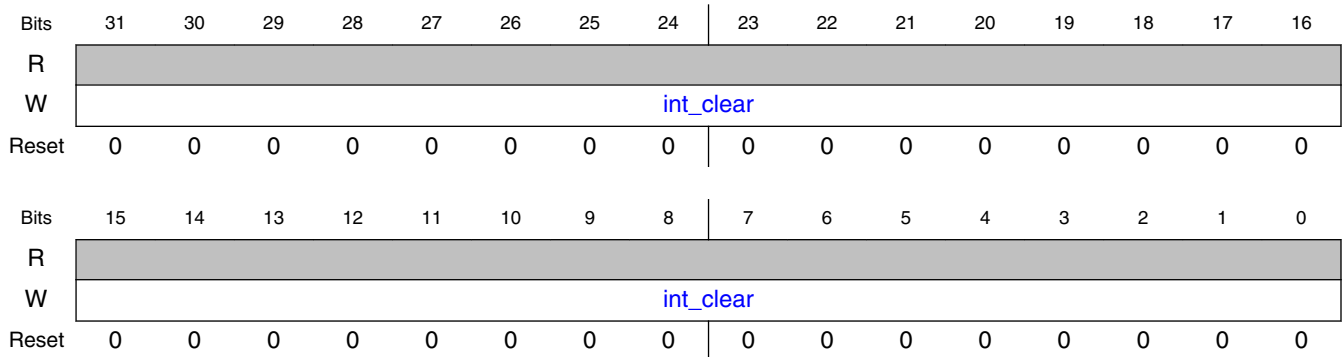 Bits 31 30 29 28 27 26 25 24 23 22 21 20 19 18 17 16
R
W int_clear
Reset 0 0 0 0 0 0 0 0 0 0 0 0 0 0 0 0
Bits 15 14 13 12 11 10 9 8 7 6 5 4 3 2 1 0
R
W int_clear
Reset 0 0 0 0 0 0 0 0 0 0 0 0 0 0 0 0